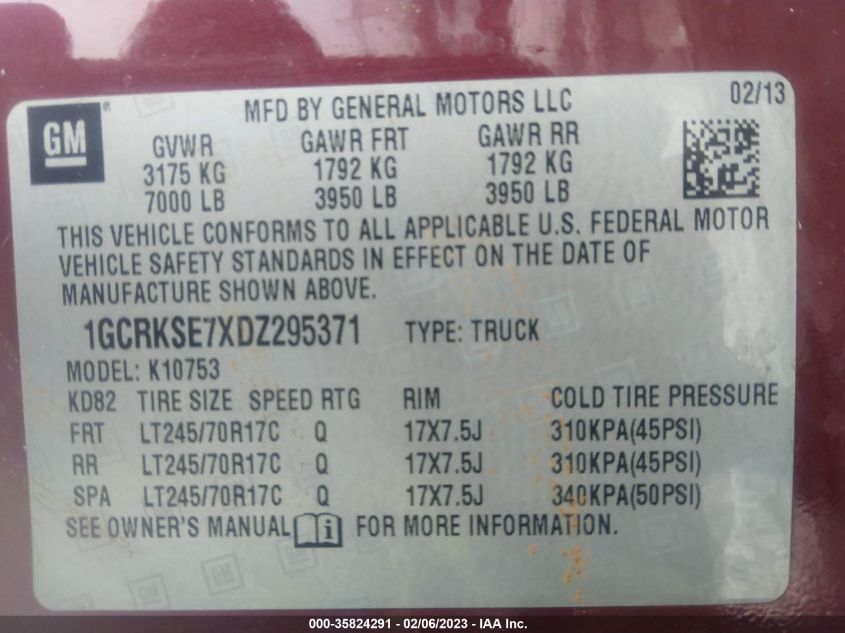 GM ®
MFD BY GENERAL MOTORS LLC 02/13
GVWR GAWR FRT GAWR RR
3175 KG 1792 KG 1792 KG
7000 LB 3950 LB 3950 LB
THIS VEHICLE CONFORMS TO ALL APPLICABLE U.S. FEDERAL MOTOR
VEHICLE SAFETY STANDARDS IN EFFECT ON THE DATE OF
MANUFACTURE SHOWN ABOVE.
1GCRKSE7XDZ295371 TYPE: TRUCK
MODEL: K10753
KD82 TIRE SIZE SPEED RTG RIM COLD TIRE PRESSURE
FRT LT245/70R17C Q 17X7.5J 310KPA(45PSI)
RR LT245/70R17C Q 17X7.5J 310KPA(45PSI)
SPA LT245/70R17C Q 17X7.5J 340KPA(50PSI)
SEE OWNER'S MANUAL i FOR MORE INFORMATION.
000-35824291 - 02/06/2023 - IAA Inc.